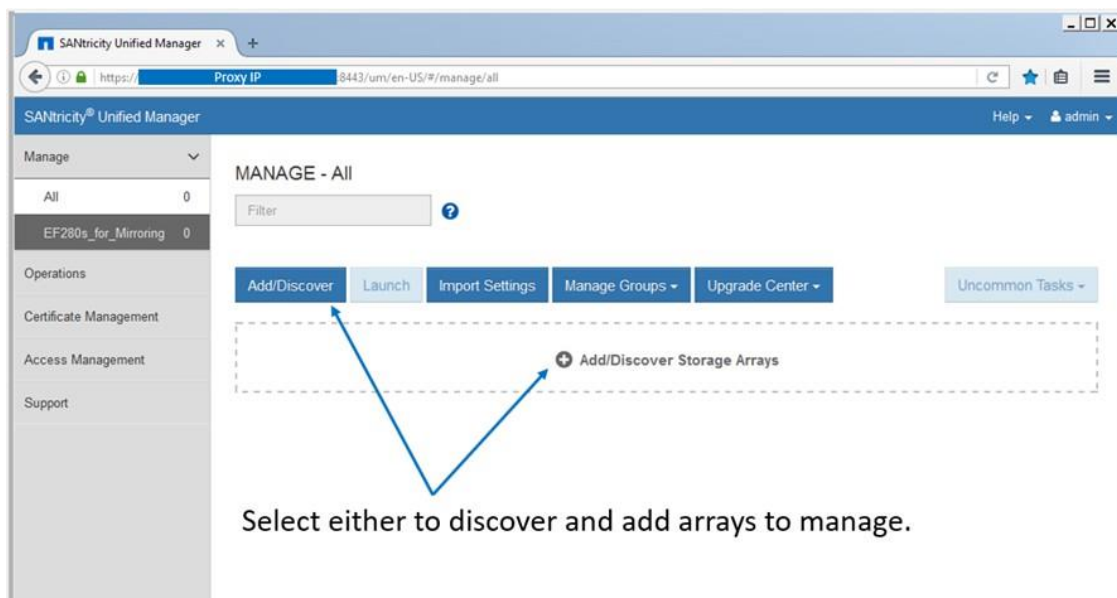 SANtricity Unified Manager
https:// Proxy IP :8443/um/en-US/#/manage/all
SANtricity® Unified Manager
Help
admin
Manage
All 0
EF280s_for_Mirroring 0
Operations
Certificate Management
Access Management
Support
MANAGE - All
Filter
Add/Discover
Launch
Import Settings
Manage Groups
Upgrade Center
Uncommon Tasks
Add/Discover Storage Arrays
Select either to discover and add arrays to manage.